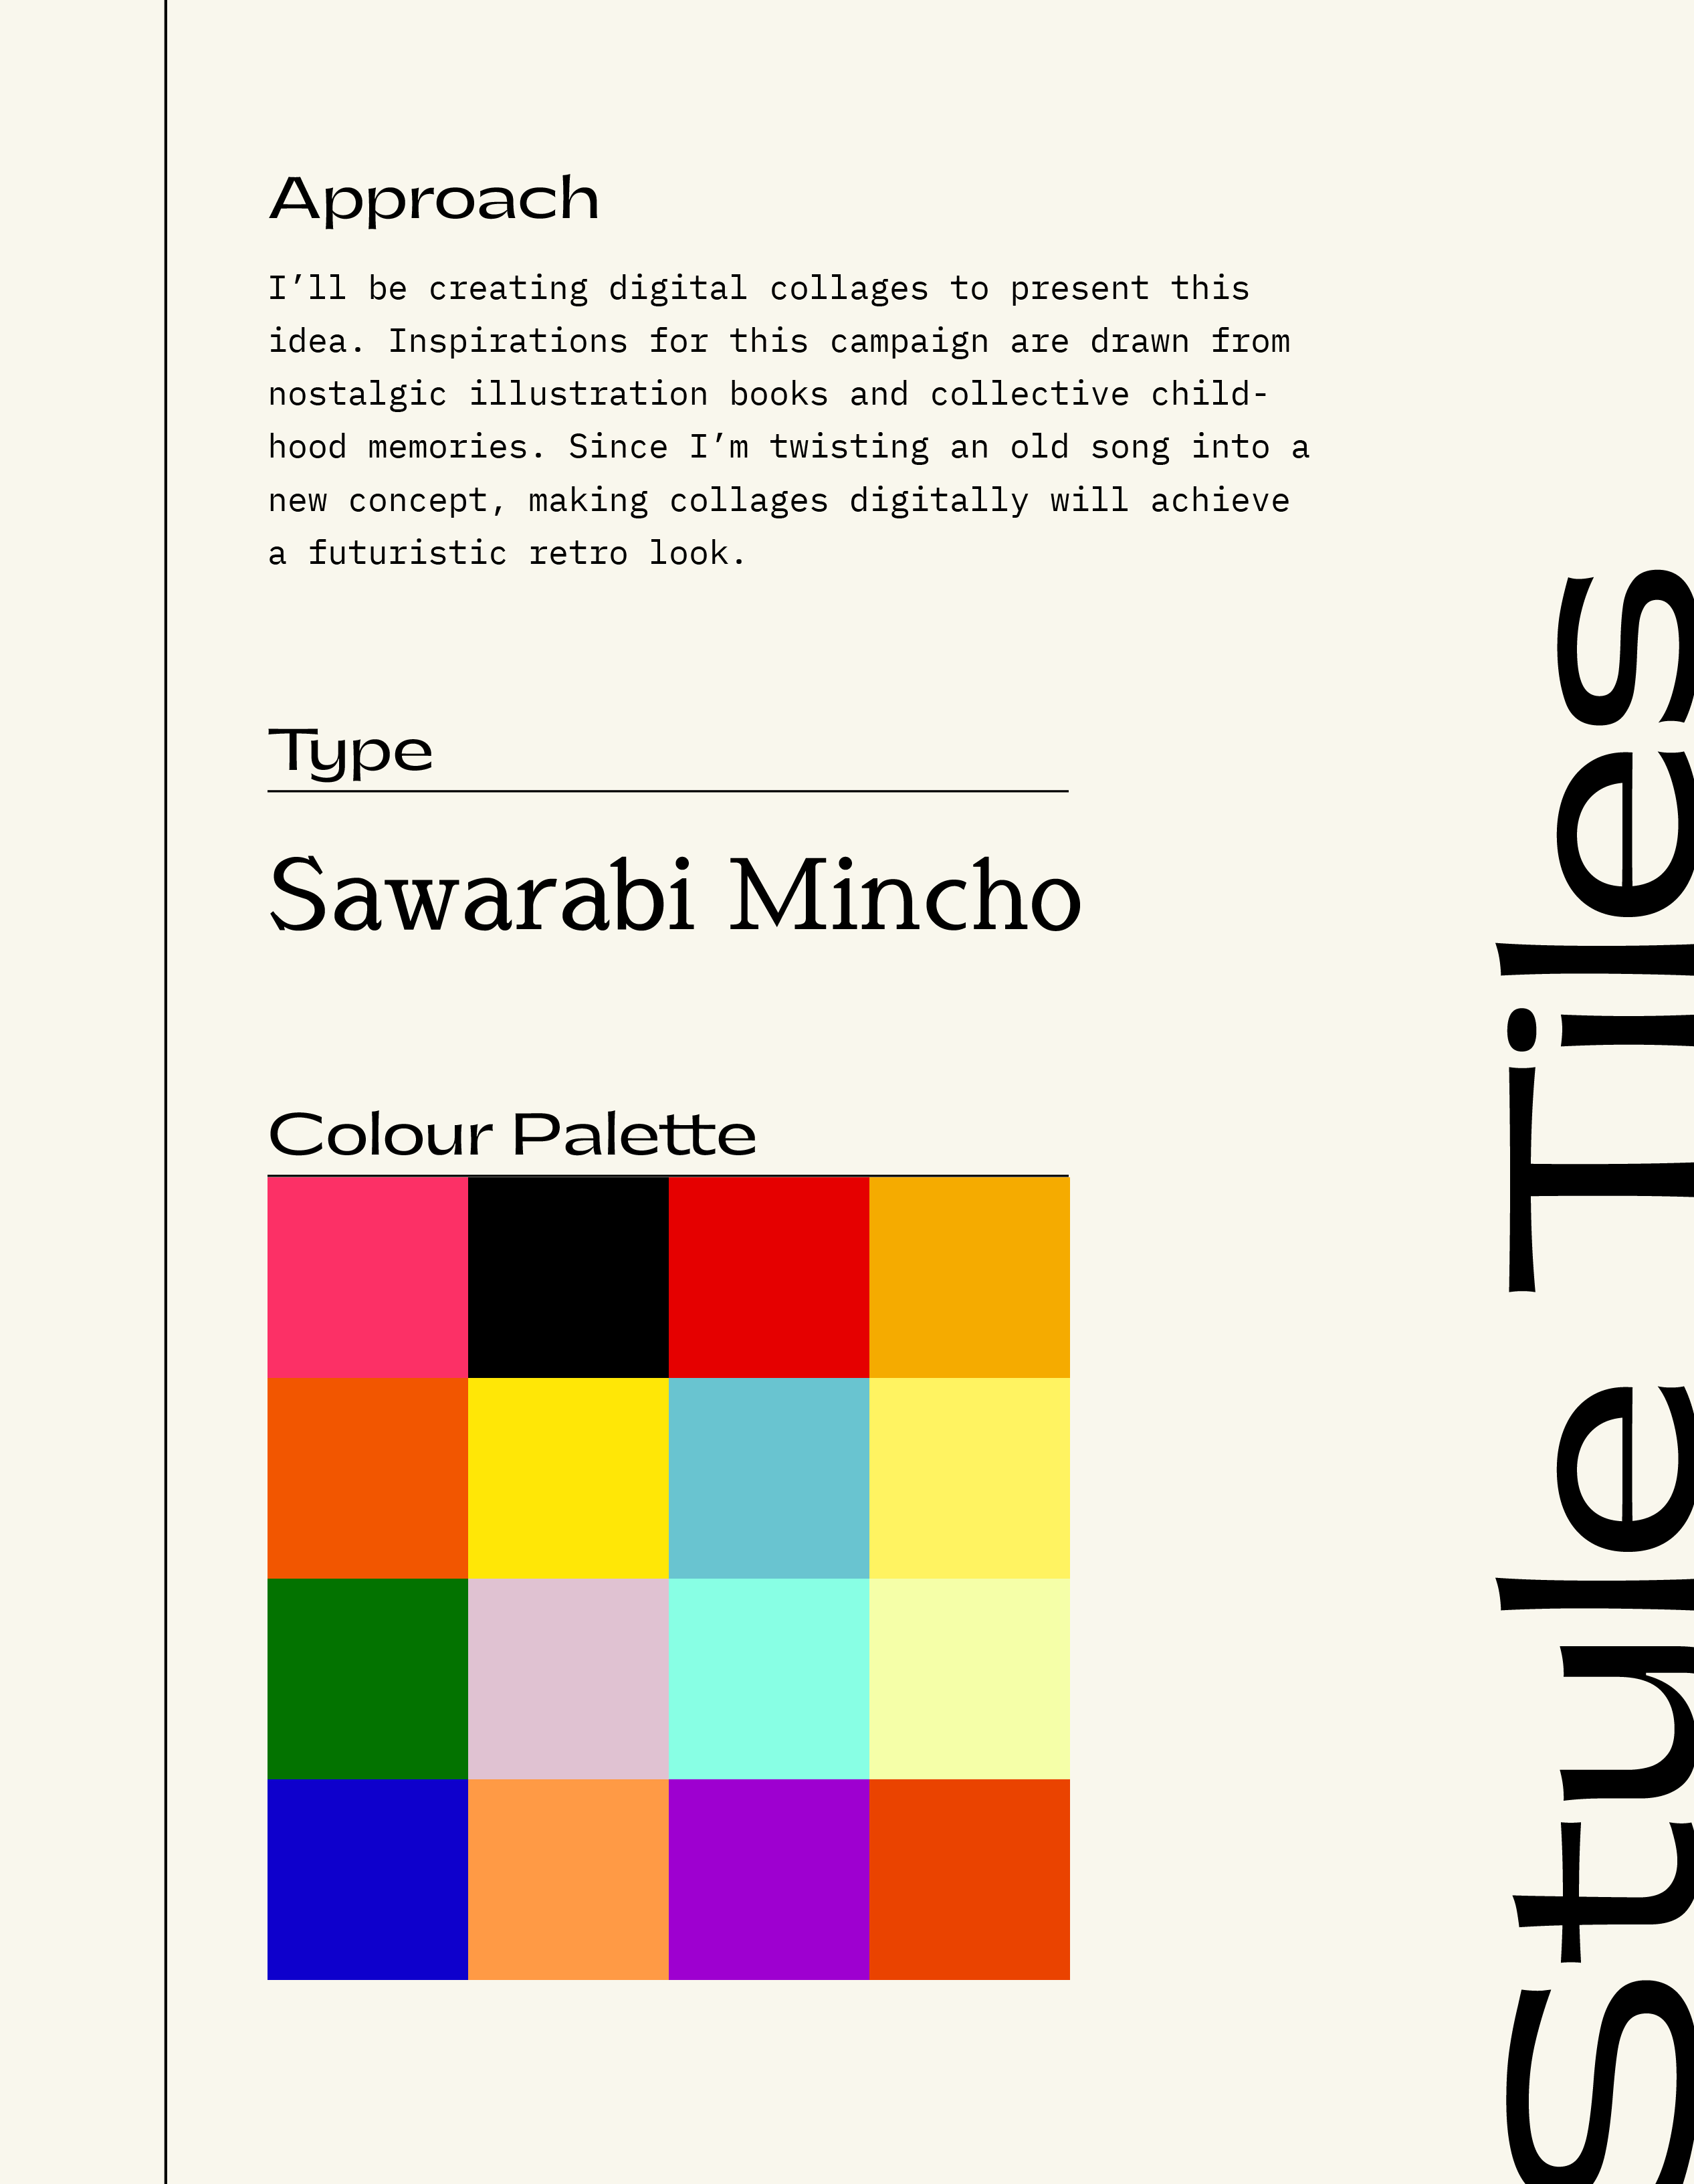 Approach
I’ll be creating digital collages to present this
idea. Inspirations for this campaign are drawn from
nostalgic illustration books and collective child-
hood memories. Since I’m twisting an old song into a
new concept, making collages digitally will achieve
a futuristic retro look.
Type
Sawarabi Mincho
Colour Palette
Style Tiles